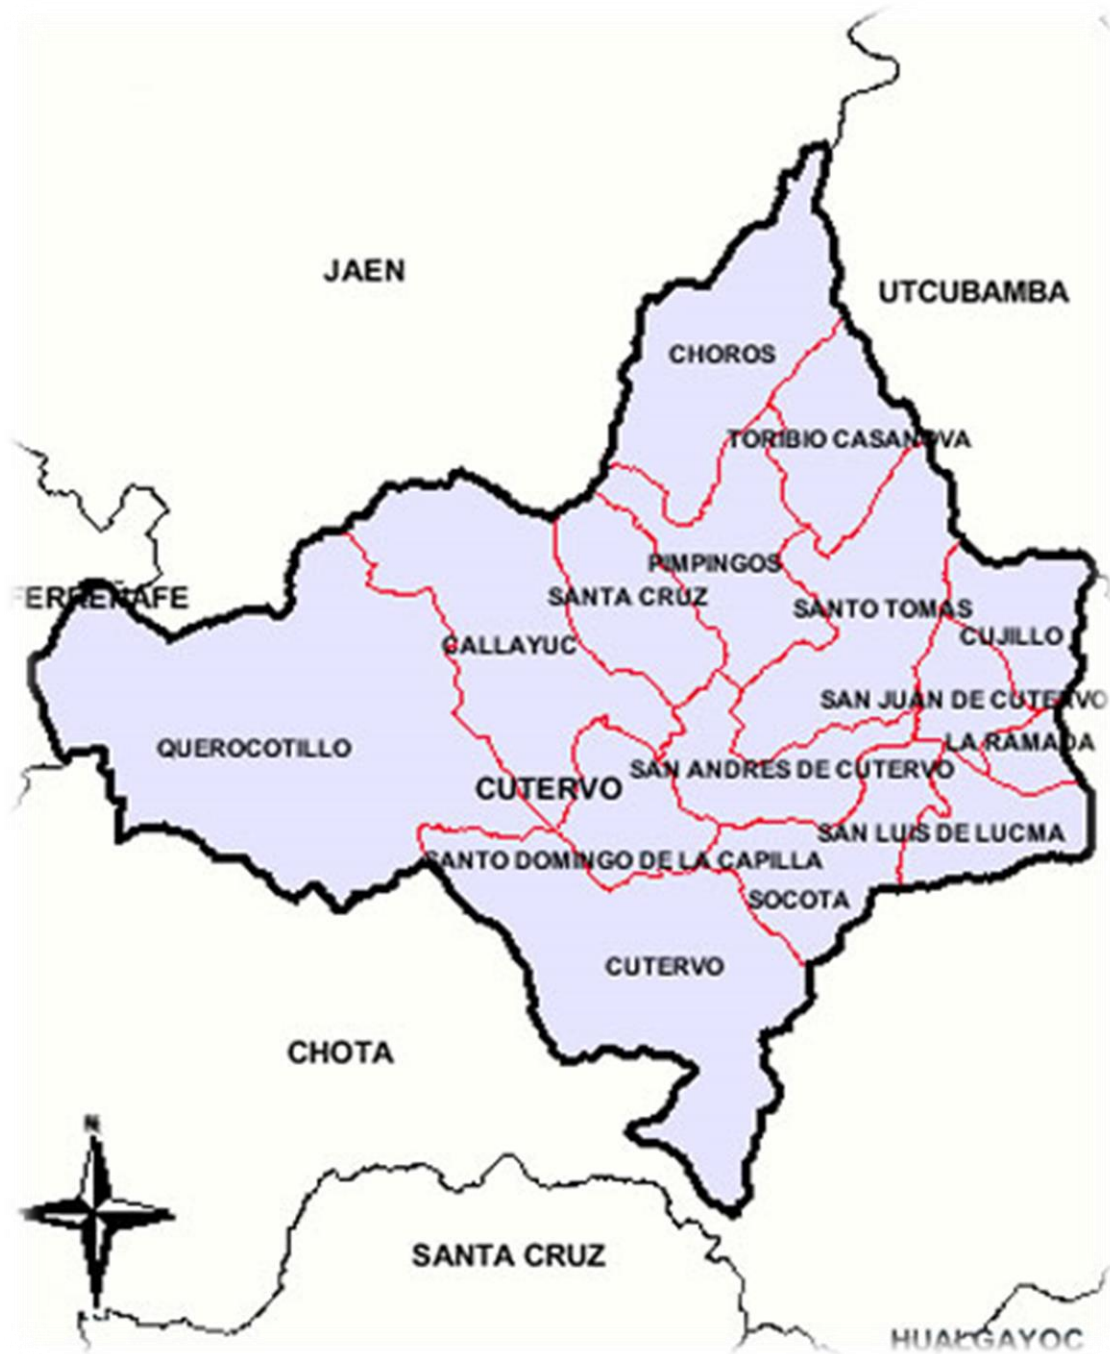 JAEN
UTCUBAMBA
CHOROS
TORIBIO CASANOVA
PIMPINGOS
FERREÑAFE
SANTA CRUZ
SANTO TOMAS
CUJILLO
CALLAYUC
SAN JUAN DE CUTERVO
QUEROCOTILLO
LA RAMADA
SAN ANDRES DE CUTERVO
CUTERVO
SAN LUIS DE LUCMA
SANTO DOMINGO DE LA CAPILLA
SOCOTA
CUTERVO
CHOTA
N
SANTA CRUZ
HUALGAYOC